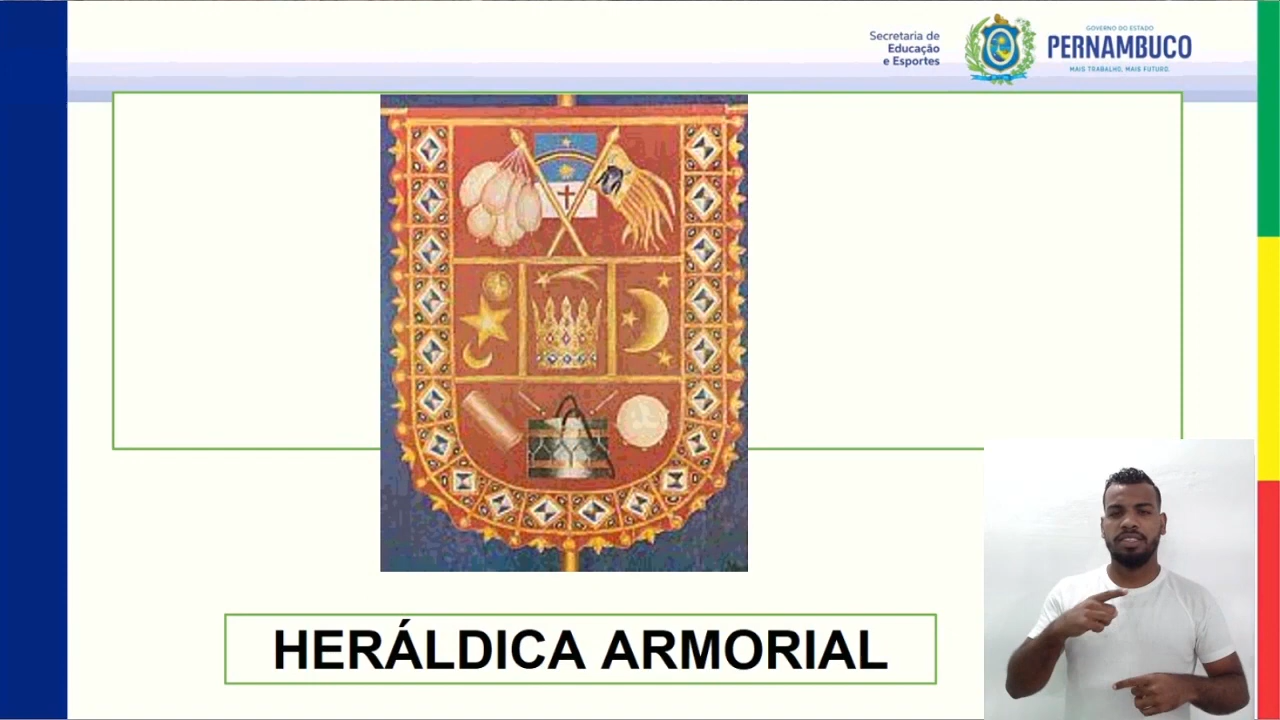 Secretaria de
Educação
e Esportes
GOVERNO DO ESTADO
PERNAMBUCO
MAIS TRABALHO, MAIS FUTURO.
HERÁLDICA ARMORIAL